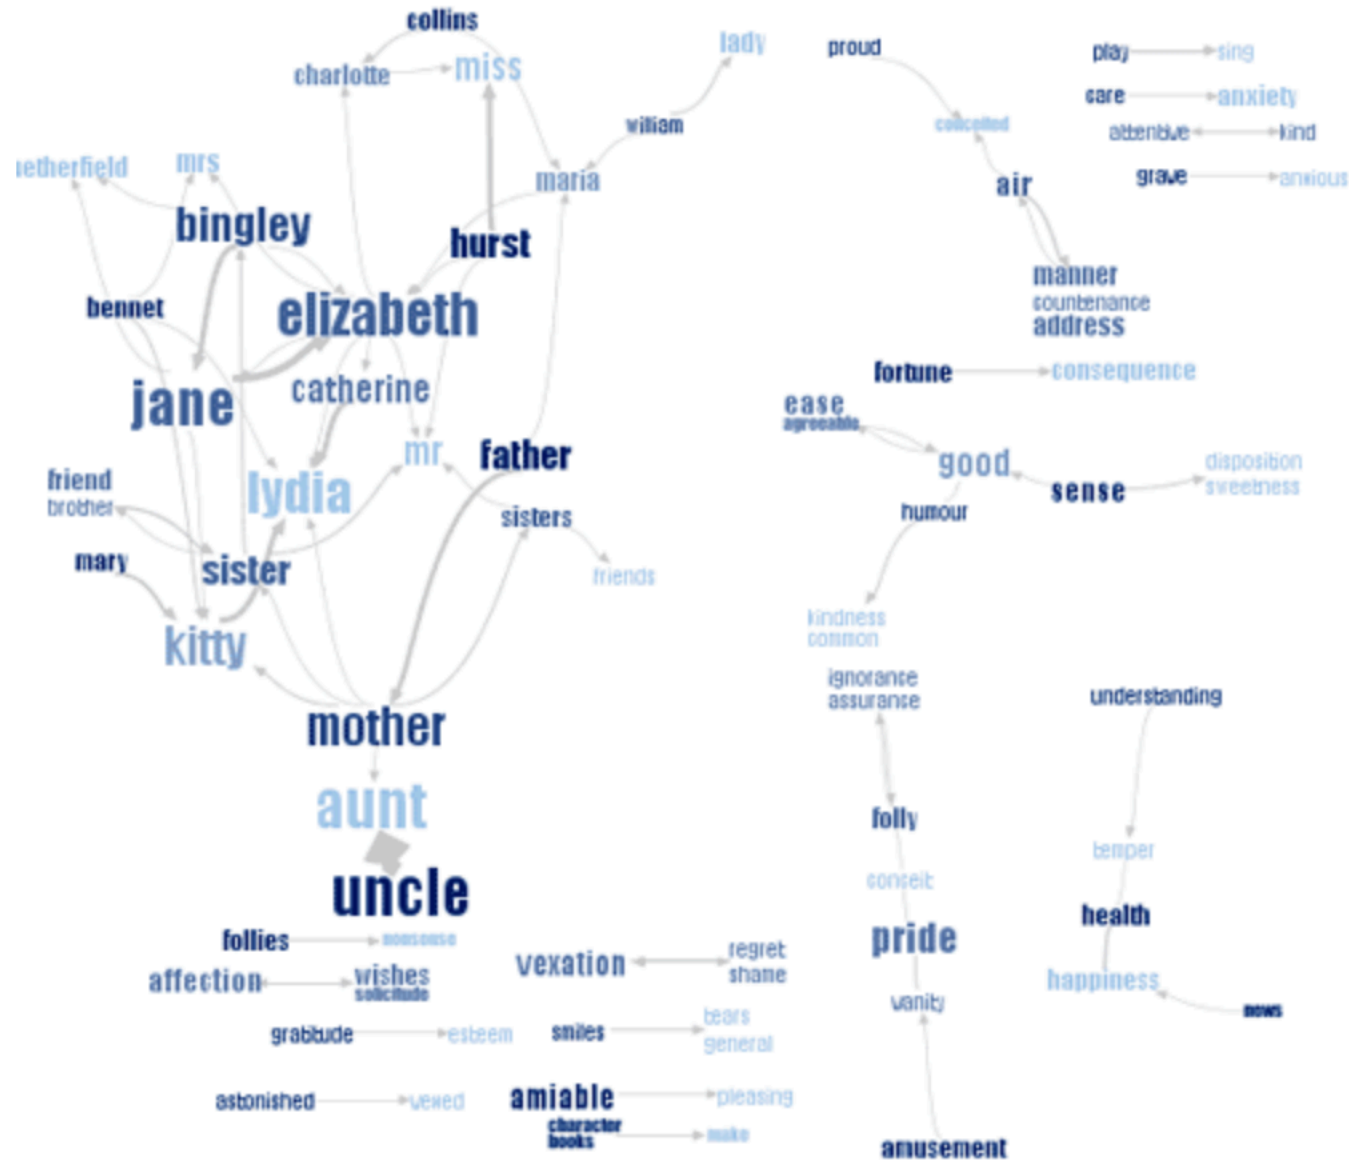 collins
charlotte
miss
lady
william
maria
netherfield
mrs
bingley
hurst
bennet
elizabeth
jane
catherine
mr
father
friend
brother
lydia
sisters
mary
sister
friends
kitty
mother
aunt
uncle
proud
play
sing
conceited
care
anxiety
attentive
kind
air
grave
anxious
manner
countenance
address
fortune
consequence
ease
agreeable
good
sense
disposition
sweetness
humour
kindness
common
ignorance
assurance
understanding
folly
conceit
temper
pride
health
happiness
vanity
news
amusement
follies
nonsense
affection
wishes
solicitude
vexation
regret
shame
gratitude
esteem
smiles
tears
general
astonished
vexed
amiable
pleasing
character
books
make